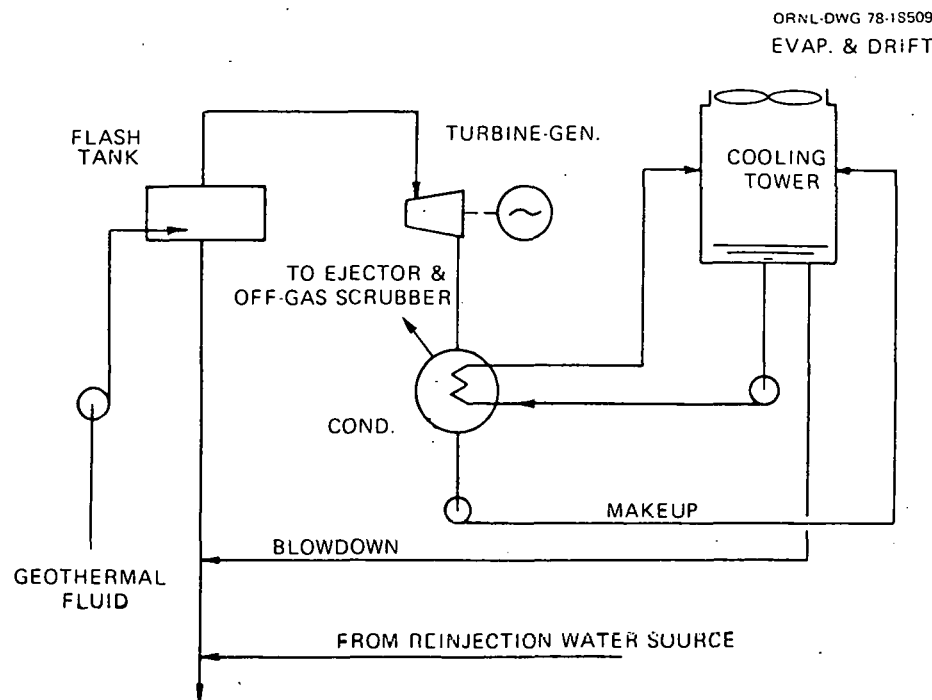 ORNL-DWG 78-18509
EVAP. & DRIFT
FLASH
TANK
TURBINE-GEN.
COOLING
TOWER
TO EJECTOR &
OFF-GAS SCRUBBER
COND.
MAKEUP
BLOWDOWN
GEOTHERMAL
FLUID
FROM REINJECTION WATER SOURCE